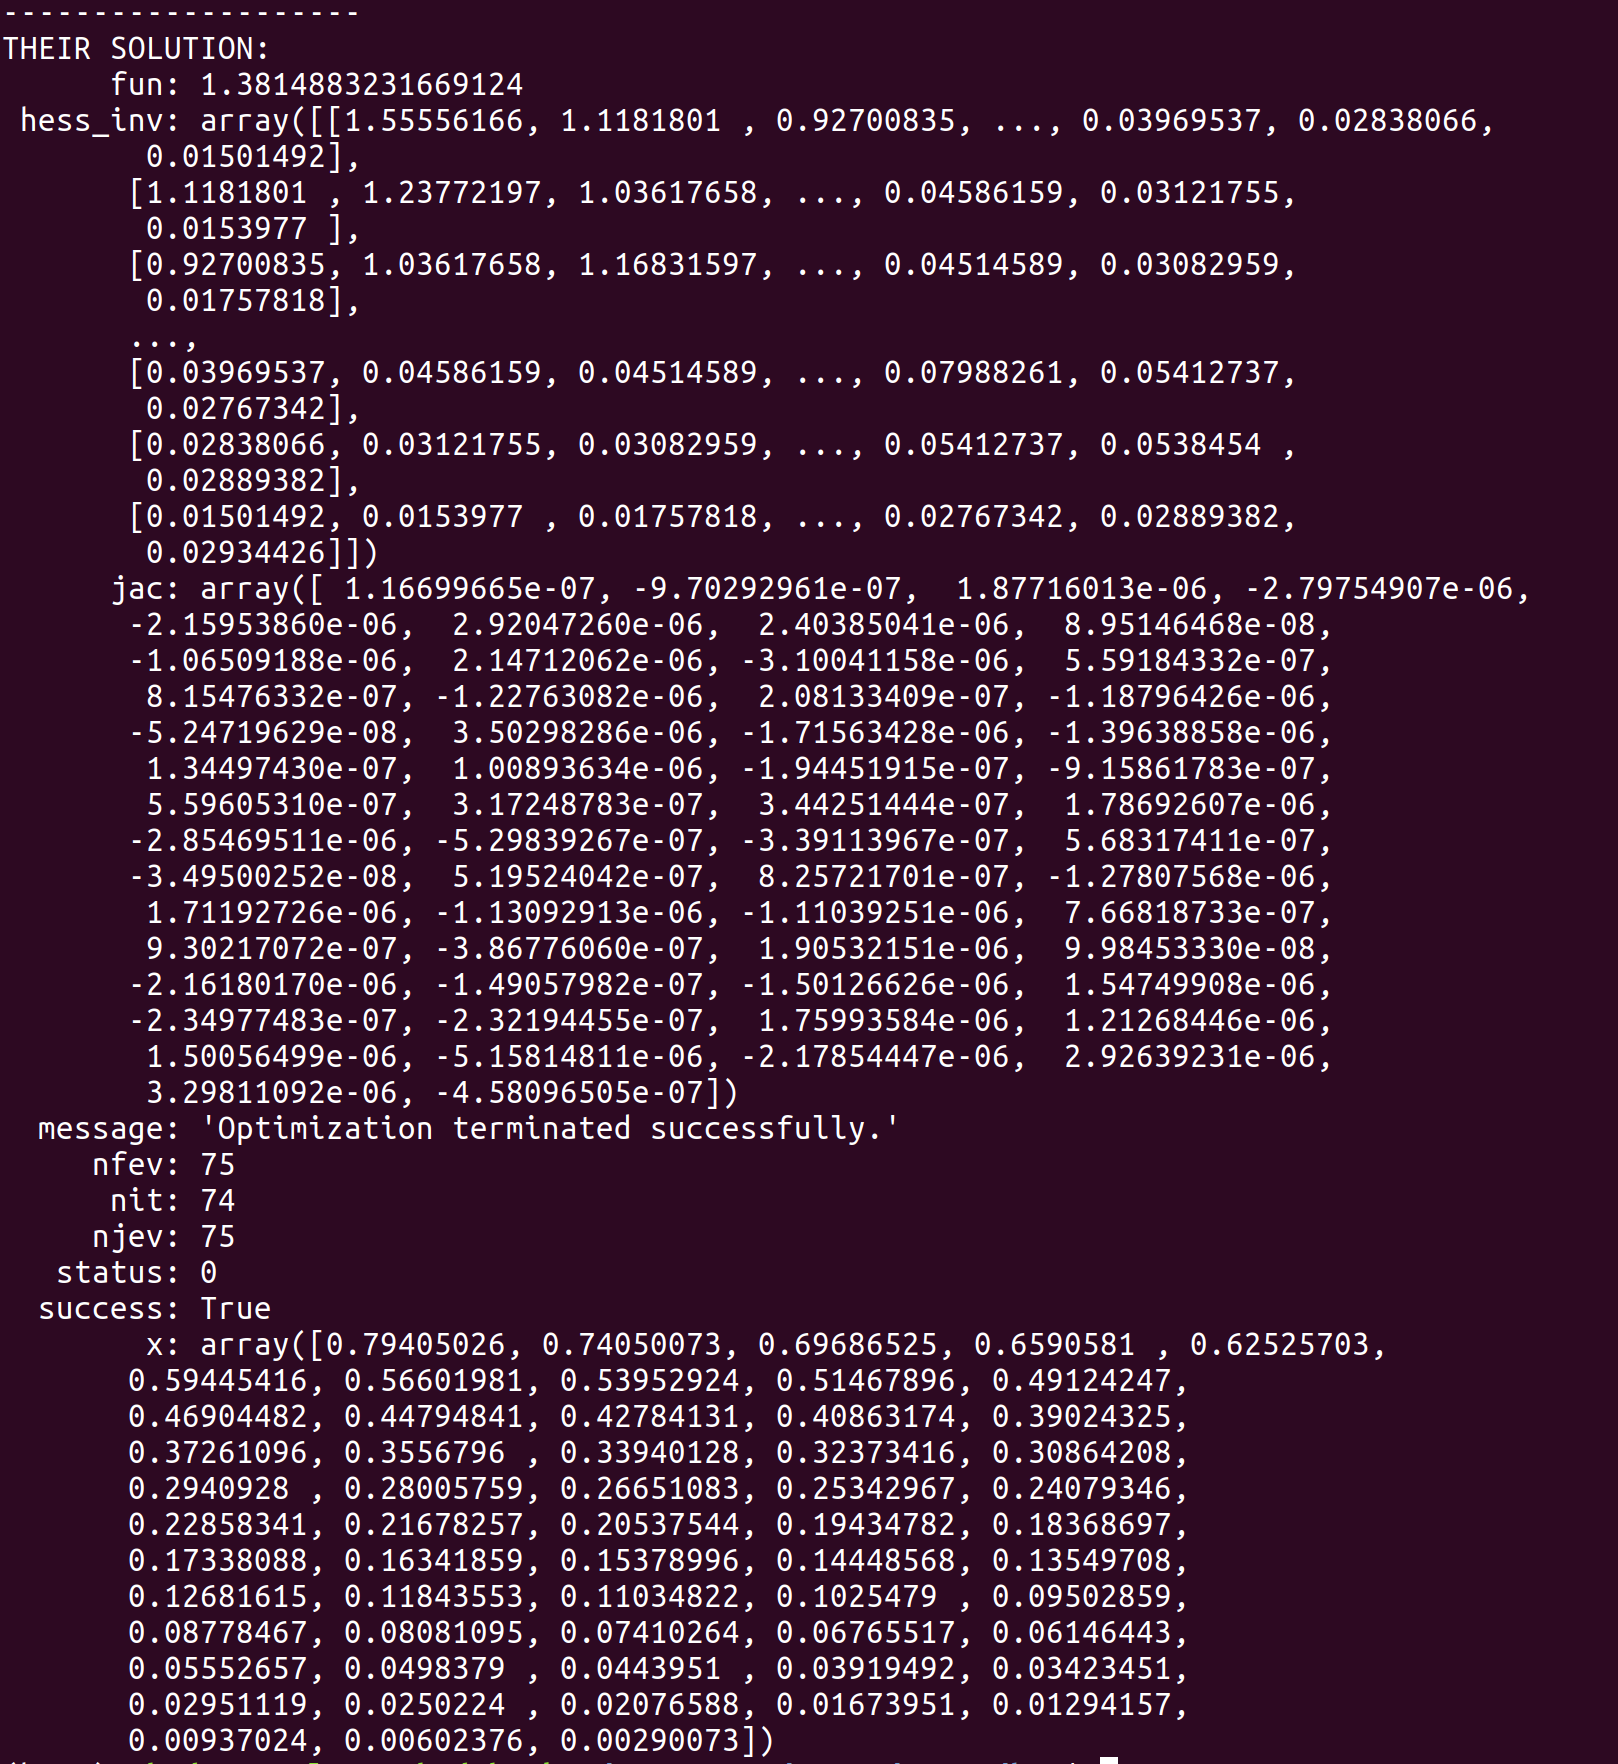 --------------------
THEIR SOLUTION:
      fun: 1.3814883231669124
 hess_inv: array([[1.55556166, 1.1181801 , 0.92700835, ..., 0.03969537, 0.02838066,
        0.01501492],
       [1.1181801 , 1.23772197, 1.03617658, ..., 0.04586159, 0.03121755,
        0.0153977 ],
       [0.92700835, 1.03617658, 1.16831597, ..., 0.04514589, 0.03082959,
        0.01757818],
       ...,
       [0.03969537, 0.04586159, 0.04514589, ..., 0.07988261, 0.05412737,
        0.02767342],
       [0.02838066, 0.03121755, 0.03082959, ..., 0.05412737, 0.0538454 ,
        0.02889382],
       [0.01501492, 0.0153977 , 0.01757818, ..., 0.02767342, 0.02889382,
        0.02934426]])
      jac: array([ 1.16699665e-07, -9.70292961e-07,  1.87716013e-06, -2.79754907e-06,
       -2.15953860e-06,  2.92047260e-06,  2.40385041e-06,  8.95146468e-08,
       -1.06509188e-06,  2.14712062e-06, -3.10041158e-06,  5.59184332e-07,
        8.15476332e-07, -1.22763082e-06,  2.08133409e-07, -1.18796426e-06,
       -5.24719629e-08,  3.50298286e-06, -1.71563428e-06, -1.39638858e-06,
        1.34497430e-07,  1.00893634e-06, -1.94451915e-07, -9.15861783e-07,
        5.59605310e-07,  3.17248783e-07,  3.44251444e-07,  1.78692607e-06,
       -2.85469511e-06, -5.29839267e-07, -3.39113967e-07,  5.68317411e-07,
       -3.49500252e-08,  5.19524042e-07,  8.25721701e-07, -1.27807568e-06,
        1.71192726e-06, -1.13092913e-06, -1.11039251e-06,  7.66818733e-07,
        9.30217072e-07, -3.86776060e-07,  1.90532151e-06,  9.98453330e-08,
       -2.16180170e-06, -1.49057982e-07, -1.50126626e-06,  1.54749908e-06,
       -2.34977483e-07, -2.32194455e-07,  1.75993584e-06,  1.21268446e-06,
        1.50056499e-06, -5.15814811e-06, -2.17854447e-06,  2.92639231e-06,
        3.29811092e-06, -4.58096505e-07])
  message: 'Optimization terminated successfully.'
     nfev: 75
      nit: 74
     njev: 75
   status: 0
  success: True
        x: array([0.79405026, 0.74050073, 0.69686525, 0.6590581 , 0.62525703,
       0.59445416, 0.56601981, 0.53952924, 0.51467896, 0.49124247,
       0.46904482, 0.44794841, 0.42784131, 0.40863174, 0.39024325,
       0.37261096, 0.3556796 , 0.33940128, 0.32373416, 0.30864208,
       0.2940928 , 0.28005759, 0.26651083, 0.25342967, 0.24079346,
       0.22858341, 0.21678257, 0.20537544, 0.19434782, 0.18368697,
       0.17338088, 0.16341859, 0.15378996, 0.14448568, 0.13549708,
       0.12681615, 0.11843553, 0.11034822, 0.1025479 , 0.09502859,
       0.08778467, 0.08081095, 0.07410264, 0.06765517, 0.06146443,
       0.05552657, 0.0498379 , 0.0443951 , 0.03919492, 0.03423451,
       0.02951119, 0.0250224 , 0.02076588, 0.01673951, 0.01294157,
       0.00937024, 0.00602376, 0.00290073])